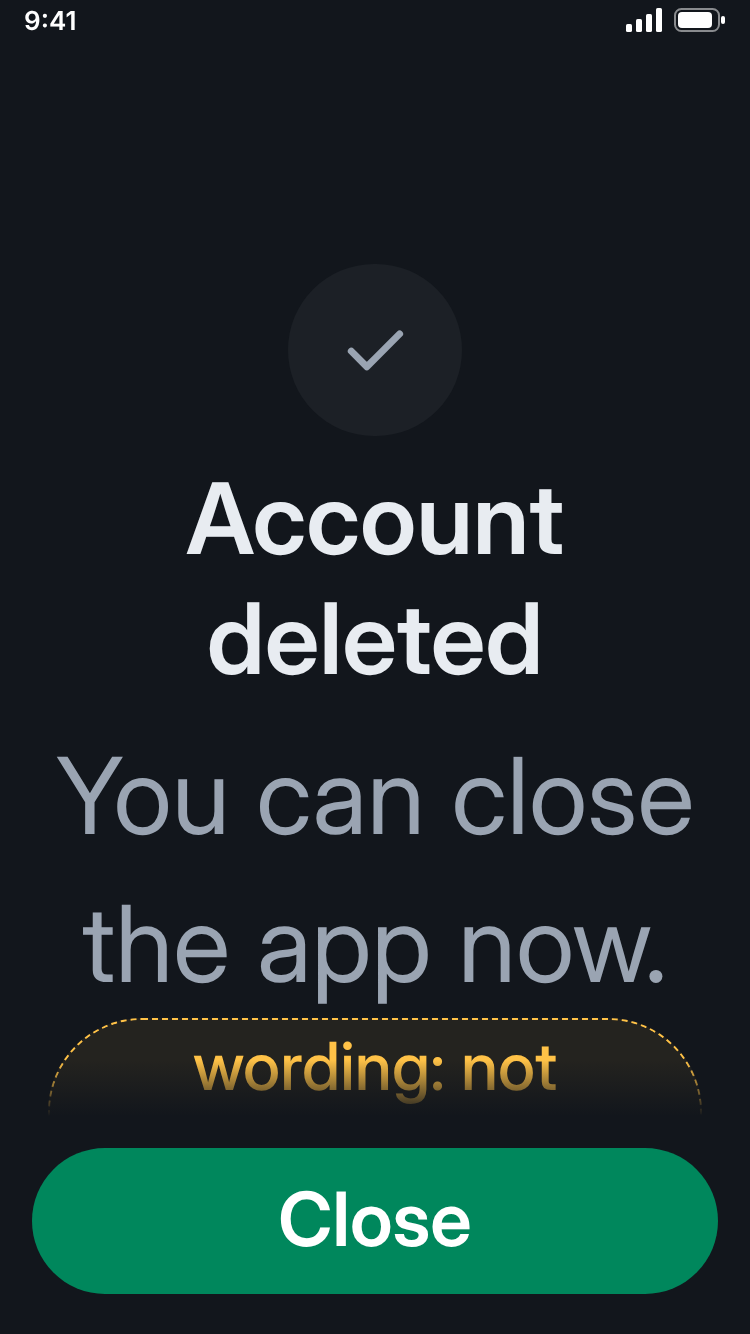 9:41
Account
deleted
You can close
the app now.
wording: not
Close